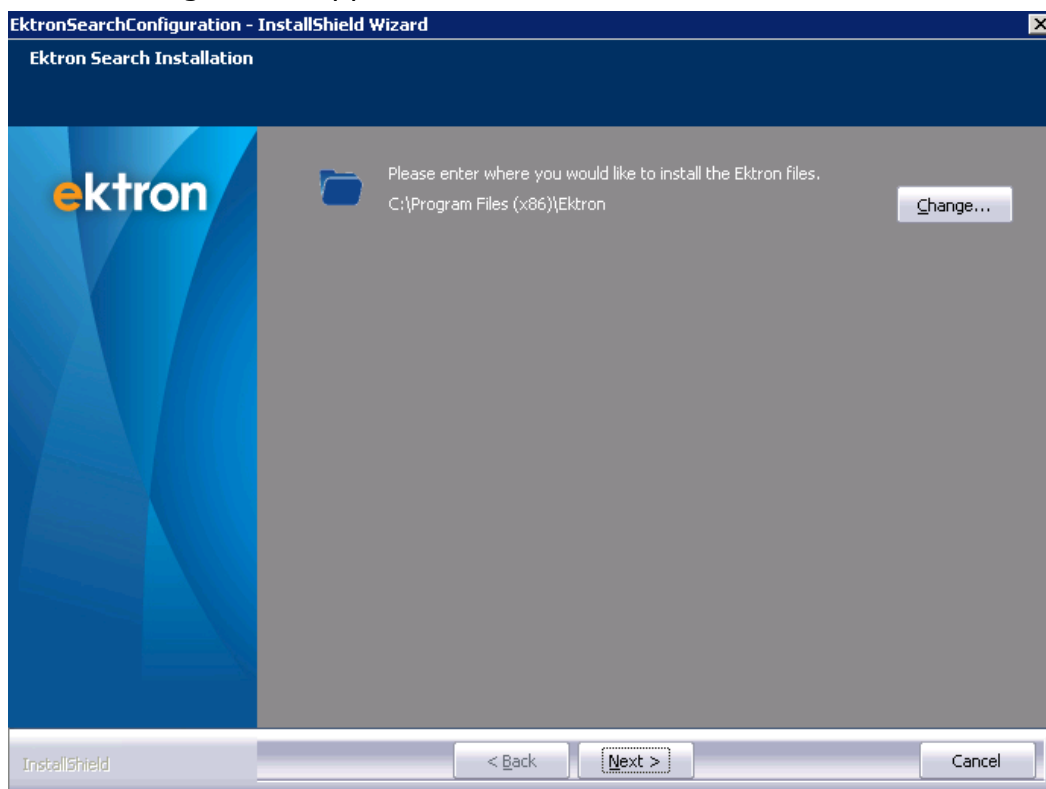 EktronSearchConfiguration - InstallShield Wizard
Ektron Search Installation
ektron
Please enter where you would like to install the Ektron files.
C:\Program Files (x86)\Ektron
Change...
InstallShield
< Back
Next >
Cancel